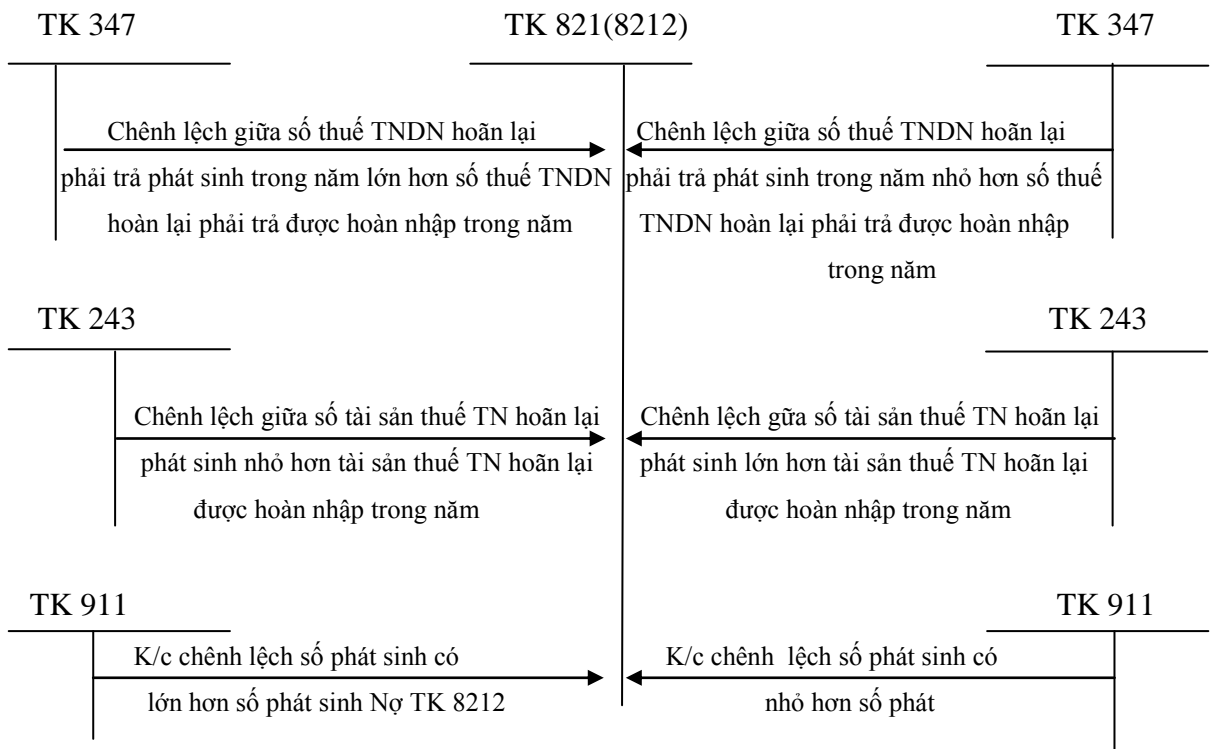 TK 347
TK 821(8212)
TK 347
Chênh lệch giữa số thuế TNDN hoãn lại
phải trả phát sinh trong năm lớn hơn số thuế TNDN
hoàn lại phải trả được hoàn nhập trong năm
Chênh lệch giữa số thuế TNDN hoãn lại
phải trả phát sinh trong năm nhỏ hơn số thuế
TNDN hoàn lại phải trả được hoàn nhập
trong năm
TK 243
TK 243
Chênh lệch giữa số tài sản thuế TN hoãn lại
phát sinh nhỏ hơn tài sản thuế TN hoãn lại
được hoàn nhập trong năm
Chênh lệch gữa số tài sản thuế TN hoãn lại
phát sinh lớn hơn tài sản thuế TN hoãn lại
được hoàn nhập trong năm
TK 911
TK 911
K/c chênh lệch số phát sinh có
lớn hơn số phát sinh Nợ TK 8212
K/c chênh lệch số phát sinh có
nhỏ hơn số phát